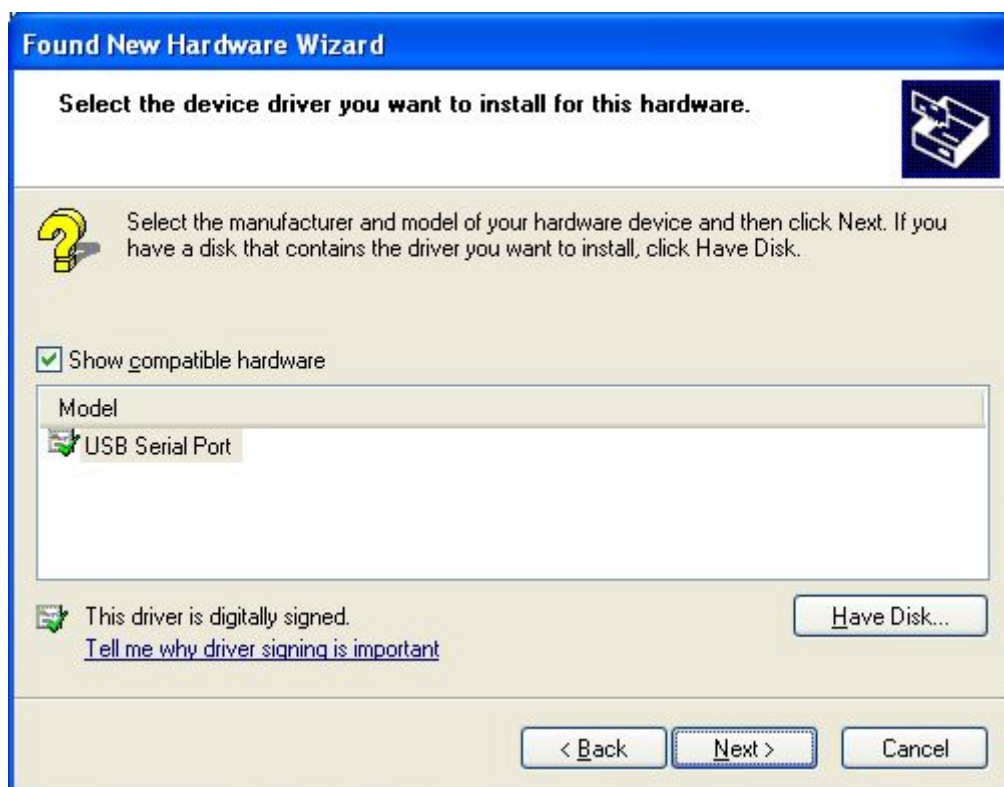 Found New Hardware Wizard
Select the device driver you want to install for this hardware.
Select the manufacturer and model of your hardware device and then click Next. If you
have a disk that contains the driver you want to install, click Have Disk.
Show compatible hardware
Model
USB Serial Port
This driver is digitally signed.
Have Disk...
Tell me why driver signing is important
< Back
Next >
Cancel